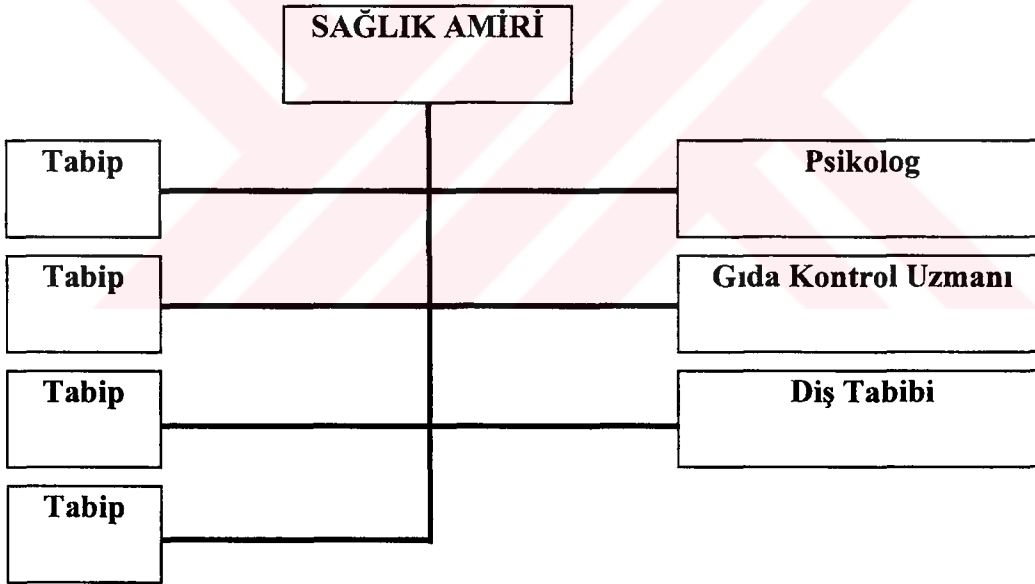 SAĞLIK AMİRİ
Tabip
Psikolog
Tabip
Gıda Kontrol Uzmanı
Tabip
Diş Tabibi
Tabip